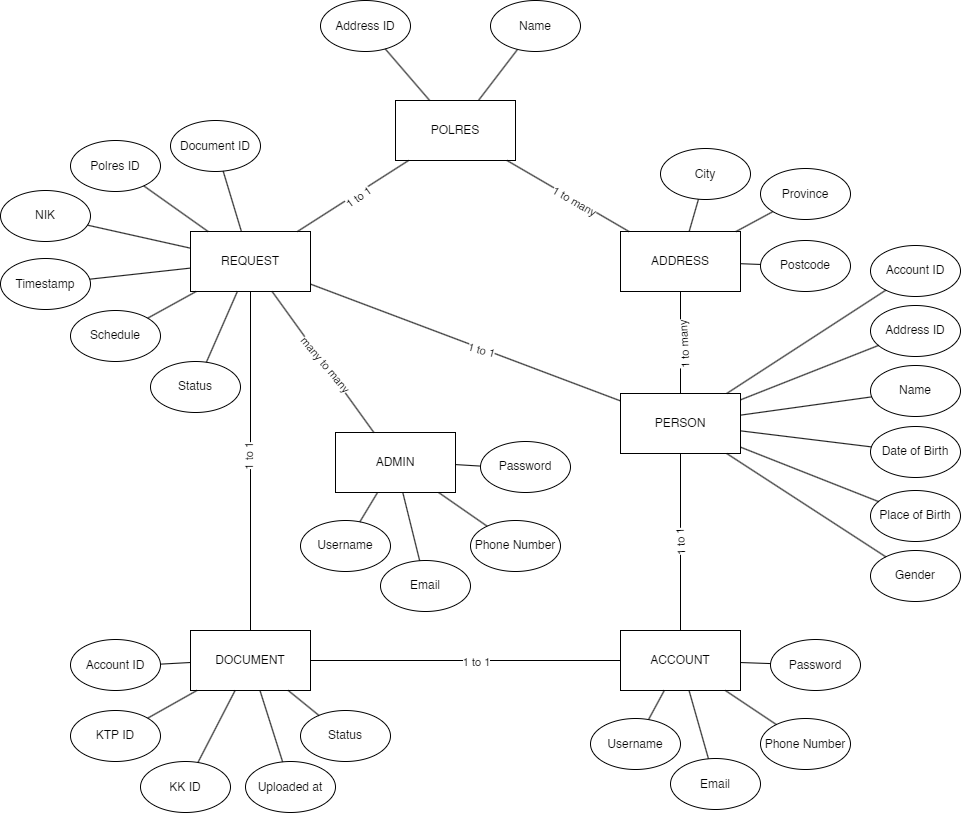 Address ID
Name
POLRES
Document ID
Polres ID
City
Province
1 to 1
1 to many
NIK
REQUEST
ADDRESS
Postcode
Account ID
Timestamp
Schedule
Address ID
1 to many
1 to 1
many to many
Status
Name
PERSON
Date of Birth
1 to 1
ADMIN
Password
Place of Birth
1 to 1
Username
Phone Number
Email
Gender
Account ID
DOCUMENT
1 to 1
ACCOUNT
Password
KTP ID
Status
Username
Phone Number
KK ID
Uploaded at
Email